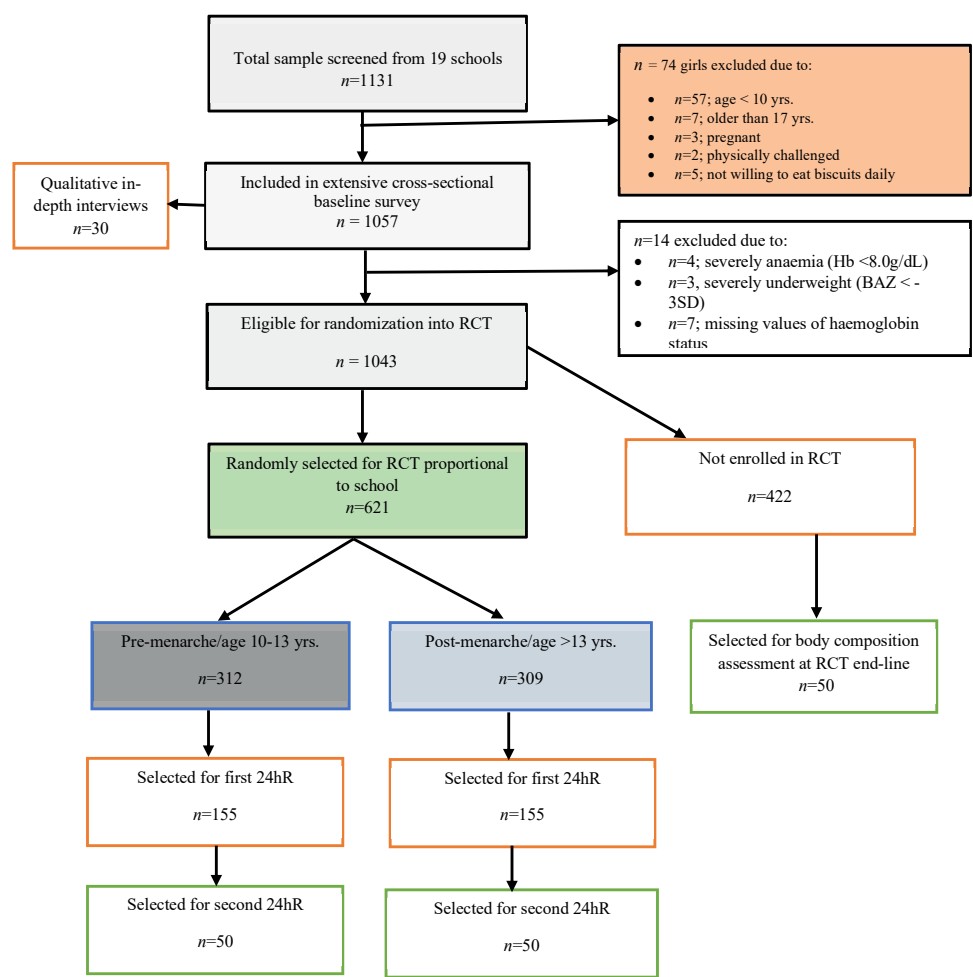 Total sample screened from 19 schools
n=1131
n = 74 girls excluded due to:
• n=57; age < 10 yrs.
• n=7; older than 17 yrs.
• n=3; pregnant
• n=2; physically challenged
• n=5; not willing to eat biscuits daily
Qualitative in-
depth interviews
n=30
Included in extensive cross-sectional
baseline survey
n = 1057
n=14 excluded due to:
• n=4; severely anaemia (Hb <8.0g/dL)
• n=3, severely underweight (BAZ < -
3SD)
• n=7; missing values of haemoglobin
status
Eligible for randomization into RCT
n = 1043
Randomly selected for RCT proportional
to school
n=621
Not enrolled in RCT
n=422
Pre-menarche/age 10-13 yrs.
n=312
Post-menarche/age >13 yrs.
n=309
Selected for body composition
assessment at RCT end-line
n=50
Selected for first 24hR
n=155
Selected for first 24hR
n=155
Selected for second 24hR
n=50
Selected for second 24hR
n=50